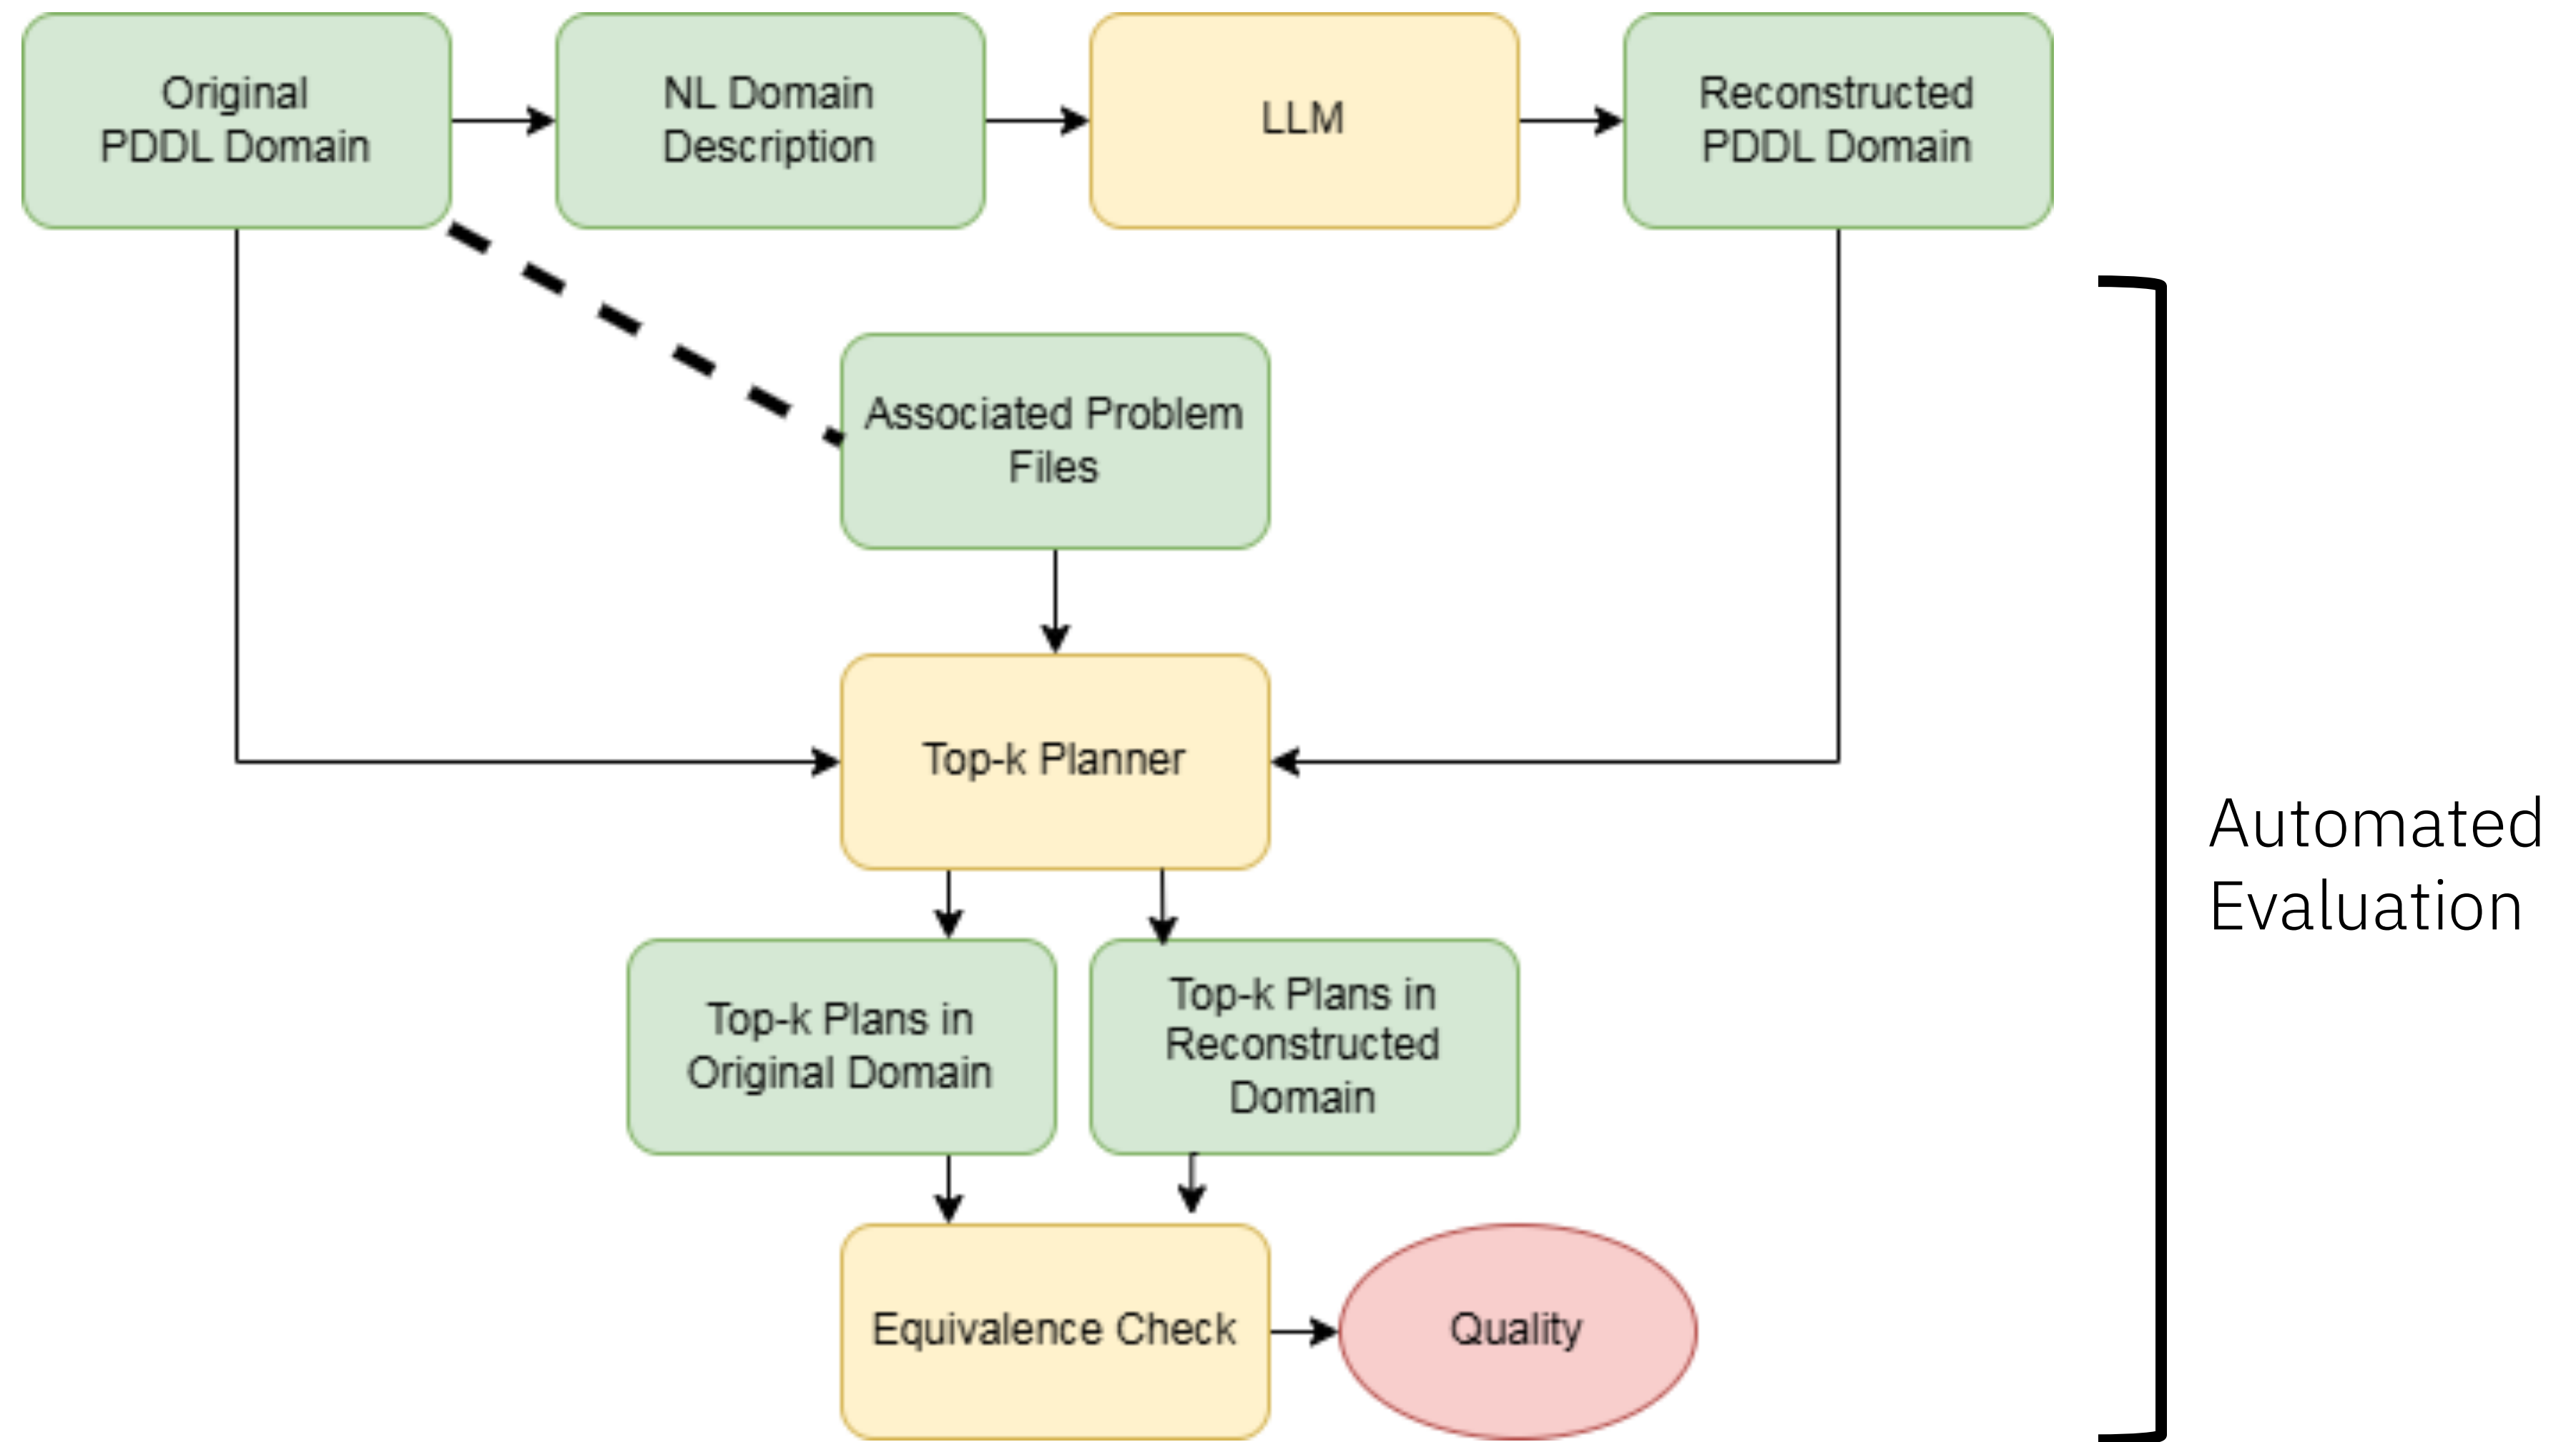 Original
PDDL Domain
NL Domain
Description
LLM
Reconstructed
PDDL Domain
Associated Problem
Files
Top-k Planner
Automated
Evaluation
Top-k Plans in
Original Domain
Top-k Plans in
Reconstructed
Domain
Equivalence Check
Quality